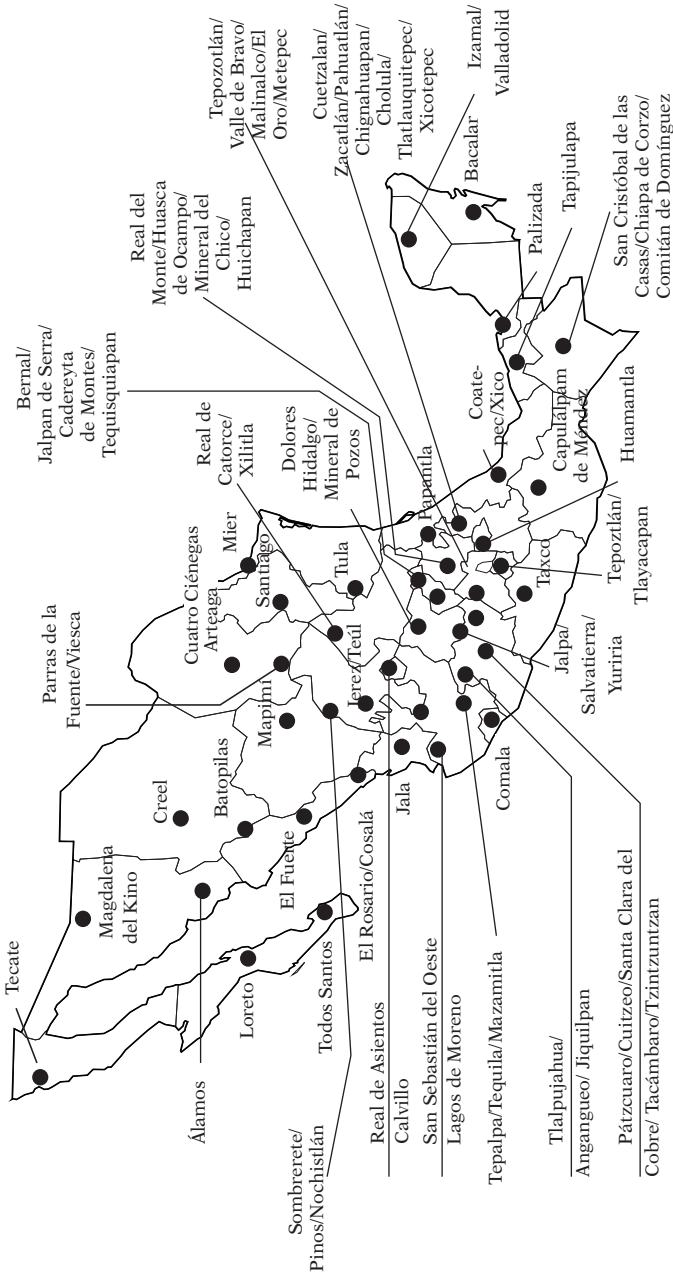 Tepozotlán/
Valle de Bravo/
Malinalco/El
Oro/Metepec
Cuetzalan/
Zacatlán/Pahuatlán/
Chignahuapan/
Cholula/
Tlatlauquitepec/
Xicotepec
Izamal/
Valladolid
Bacalar
Real del
Monte/Huasca
de Ocampo/
Mineral del
Chico/
Huichapan
Palizada
Tapijulapa
San Cristóbal de las
Casas/Chiapa de Corzo/
Comitán de Domínguez
Bernal/
Jalpan de Serra/
Cadereyta
de Montes/
Tequisquiapan
Real de
Catorce/
Xilitla
Dolores
Hidalgo/
Mineral de
Pozos
Coate-
pec/Xico
Capulálpam
de Méndez
Huamantla
Papantla
Mier
Santiago
Tula
Taxco
Tepoztlán/
Tlayacapan
Parras de la
Fuente/Viesca
Cuatro Ciénegas
Arteaga
Mapimí
Jerez/Teúl
Jalpa/
Salvatierra/
Yuriria
Creel
Batopilas
Jala
Comala
Magdalena
del Kino
El Fuerte
El Rosario/Cosalá
Tecate
Loreto
Todos Santos
Álamos
Sombrerete/
Pinos/Nochistlán
Real de Asientos
Calvillo
San Sebastián del Oeste
Lagos de Moreno
Tepalpa/Tequila/Mazamitla
Tlalpujahua/
Angangueo/ Jiquilpan
Pátzcuaro/Cuitzeo/Santa Clara del
Cobre/ Tacámbaro/Tzintzuntzan